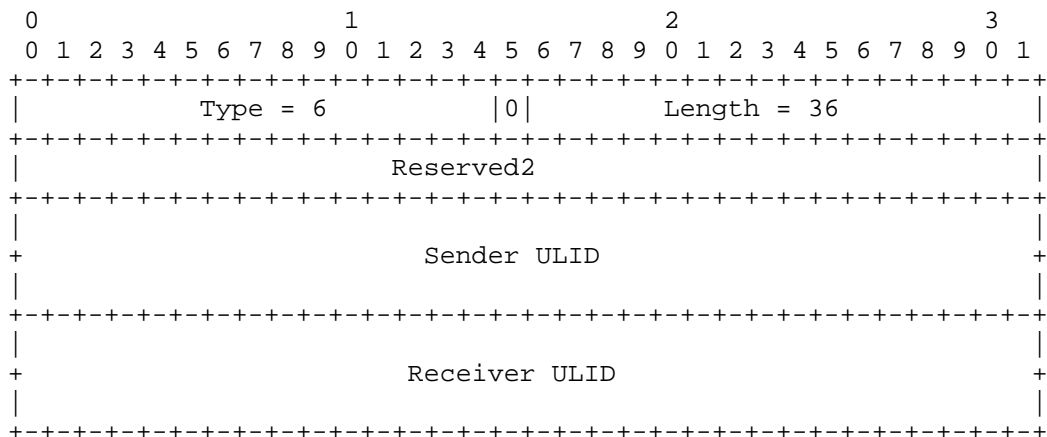 0                   1                   2                   3
 0 1 2 3 4 5 6 7 8 9 0 1 2 3 4 5 6 7 8 9 0 1 2 3 4 5 6 7 8 9 0 1
+-+-+-+-+-+-+-+-+-+-+-+-+-+-+-+-+-+-+-+-+-+-+-+-+-+-+-+-+-+-+-+-+
|           Type = 6          |0|        Length = 36            |
+-+-+-+-+-+-+-+-+-+-+-+-+-+-+-+-+-+-+-+-+-+-+-+-+-+-+-+-+-+-+-+-+
|                       Reserved2                               |
+-+-+-+-+-+-+-+-+-+-+-+-+-+-+-+-+-+-+-+-+-+-+-+-+-+-+-+-+-+-+-+-+
|                                                               |
+                         Sender ULID                           +
|                                                               |
+-+-+-+-+-+-+-+-+-+-+-+-+-+-+-+-+-+-+-+-+-+-+-+-+-+-+-+-+-+-+-+-+
|                                                               |
+                        Receiver ULID                          +
|                                                               |
+-+-+-+-+-+-+-+-+-+-+-+-+-+-+-+-+-+-+-+-+-+-+-+-+-+-+-+-+-+-+-+-+